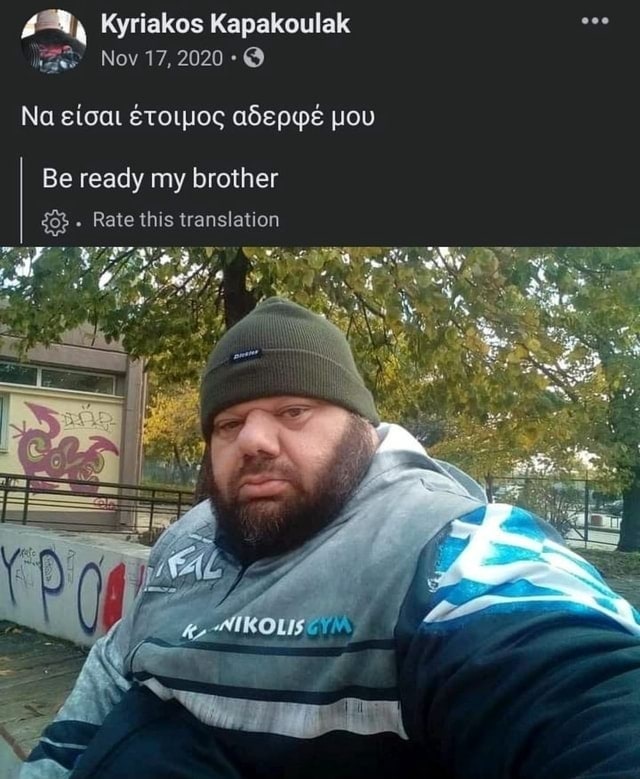 Kyriakos Kapakoulak
Nov 17, 2020 ·
Να είσαι έτοιμος αδερφέ μου
Be ready my brother
· Rate this translation
NIKOLIS GYM